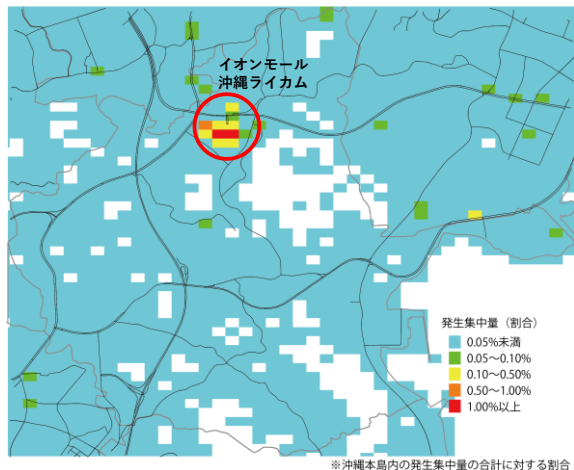 イオンモール
沖縄ライカム
発生集中量（割合）
0.05%未満
0.05～0.10%
0.10～0.50%
0.50～1.00%
1.00%以上
※沖縄本島内の発生集中量の合計に対する割合